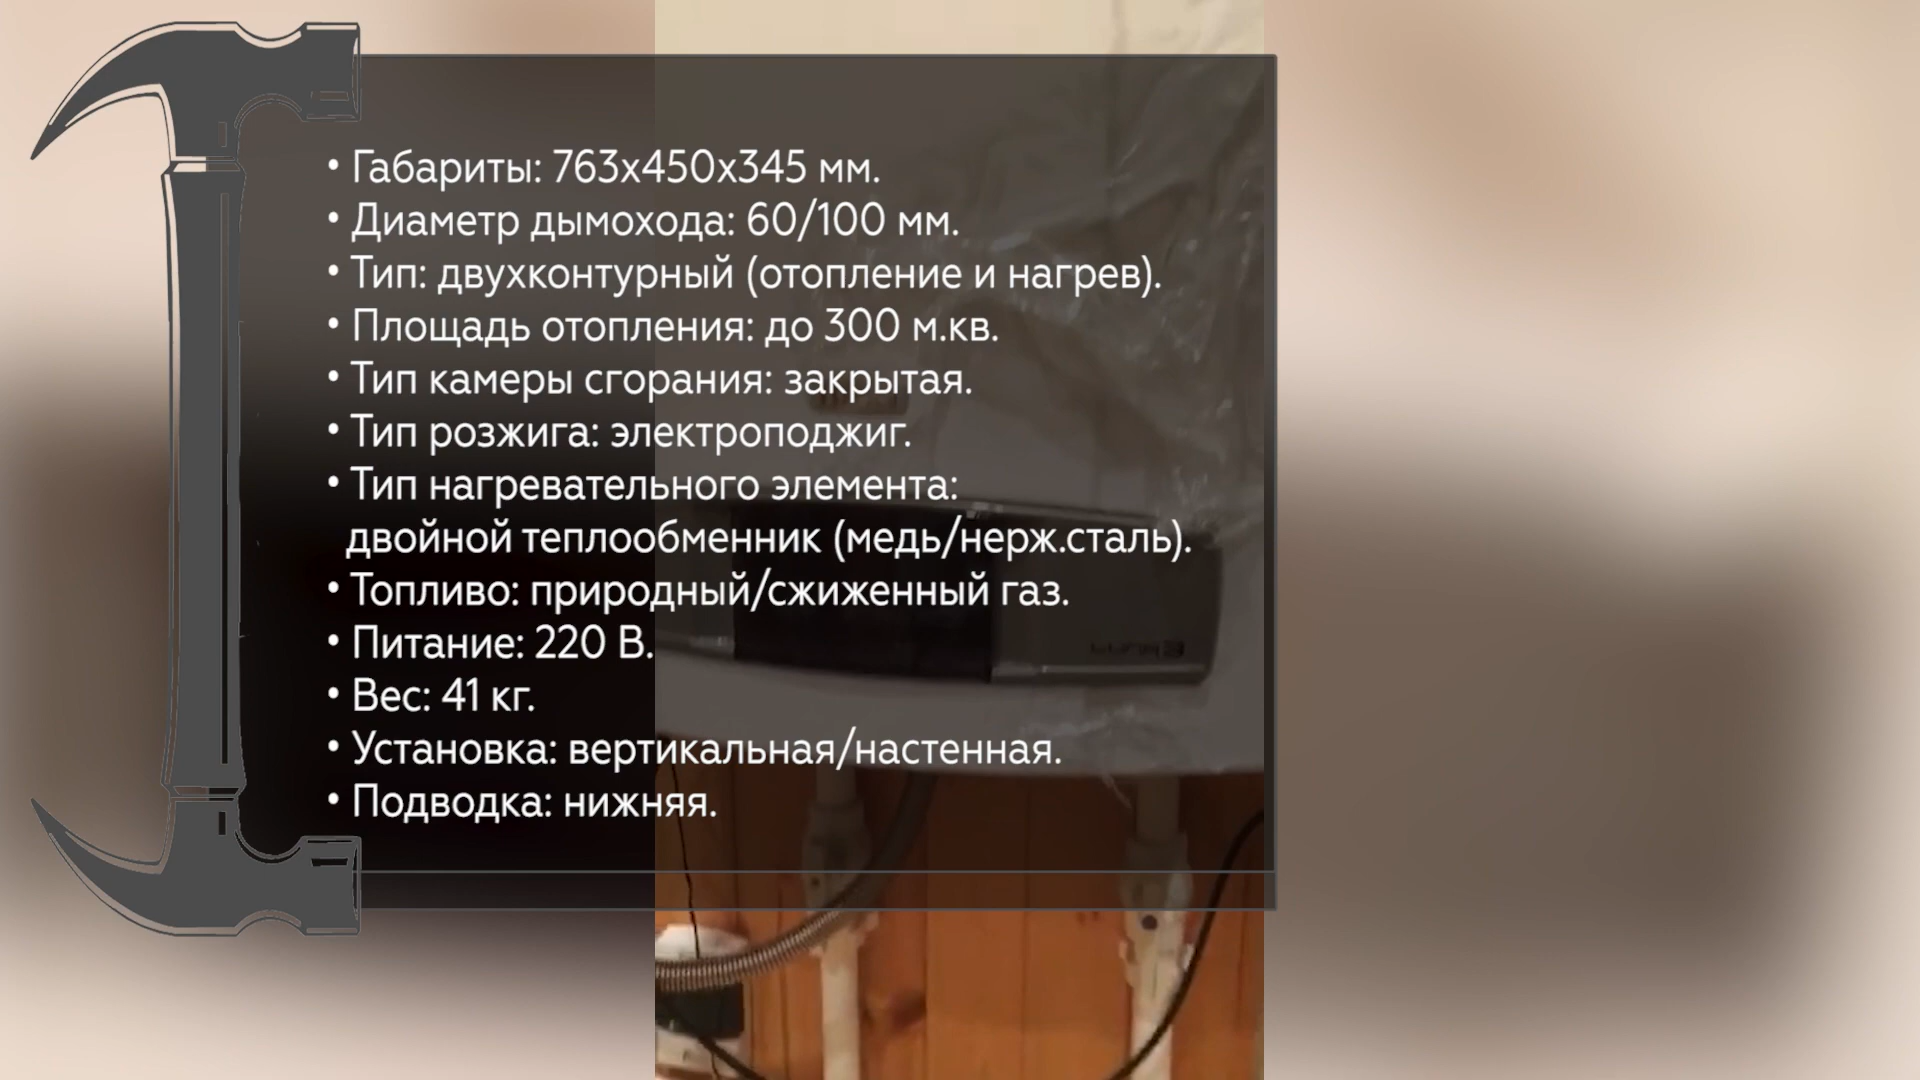 • Габариты: 763х450х345 мм.
• Диаметр дымохода: 60/100 мм.
• Тип: двухконтурный (отопление и нагрев).
• Площадь отопления: до 300 м.кв.
• Тип камеры сгорания: закрытая.
• Тип розжига: электроподжиг.
• Тип нагревательного элемента:
двойной теплообменник (медь/нерж.сталь).
• Топливо: природный/сжиженный газ.
• Питание: 220 В.
• Вес: 41 кг.
• Установка: вертикальная/настенная.
• Подводка: нижняя.